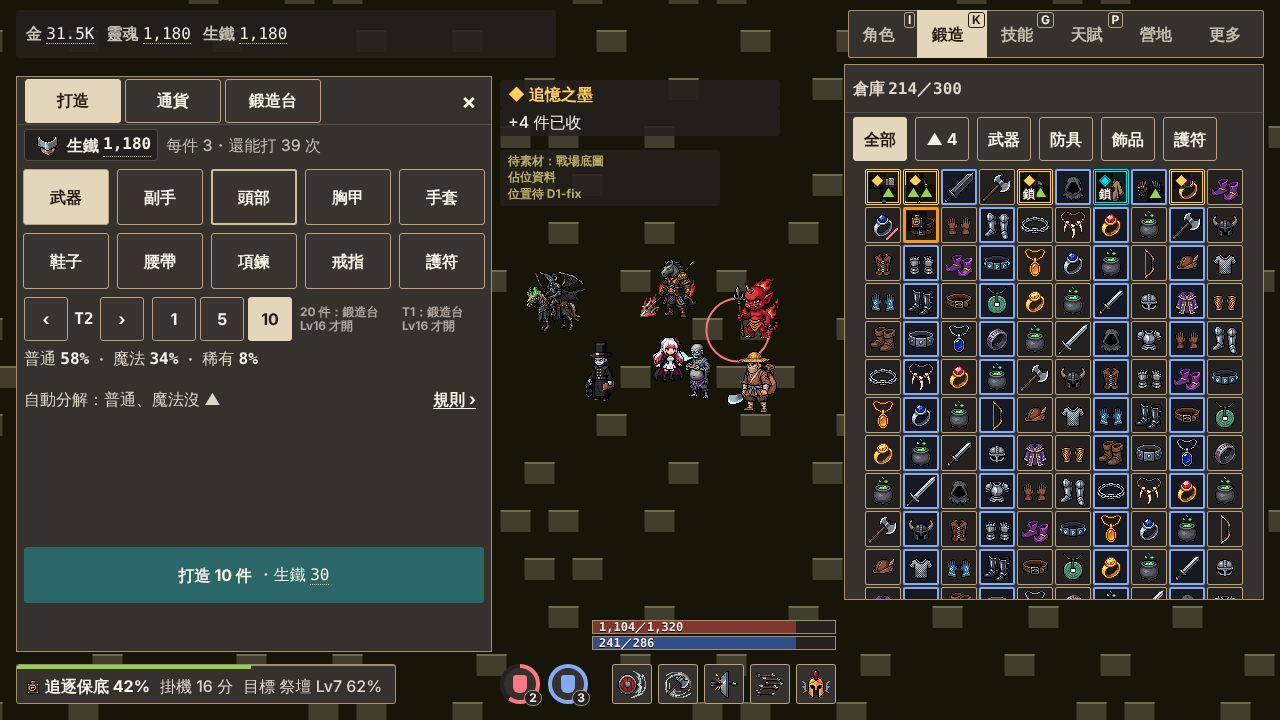 金 31.5K 靈魂 1,180 生鐵 1,180
角色 I 鍛造 K 技能 G 天賦 P 營地 更多
打造 通貨 鍛造台 ×
生鐵 1,180 每件 3・還能打 39 次
武器 副手 頭部 胸甲 手套
鞋子 腰帶 項鍊 戒指 護符
‹ T2 › 1 5 10
20 件：鍛造台
Lv16 才開
T1：鍛造台
Lv16 才開
普通 58% ・ 魔法 34% ・ 稀有 8%
自動分解：普通、魔法沒 ▲
規則 ›
打造 10 件 ・生鐵 30
◆ 追憶之墨
+4 件已收
待素材：戰場底圖
佔位資料
位置待 D1-fix
倉庫 214／300
全部 ▲ 4 武器 防具 飾品 護符
鎖 鎖
1,104／1,320
241／286
追逐保底 42% 掛機 16 分 目標 祭壇 Lv7 62%
2 3